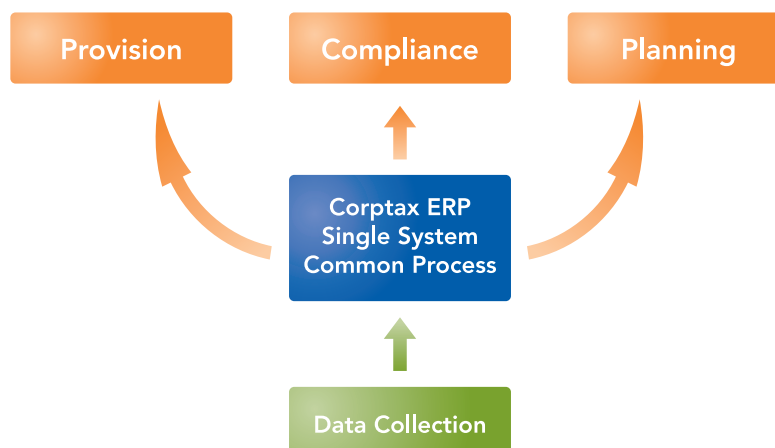 Provision
Compliance
Planning
Corptax ERP
Single System
Common Process
Data Collection